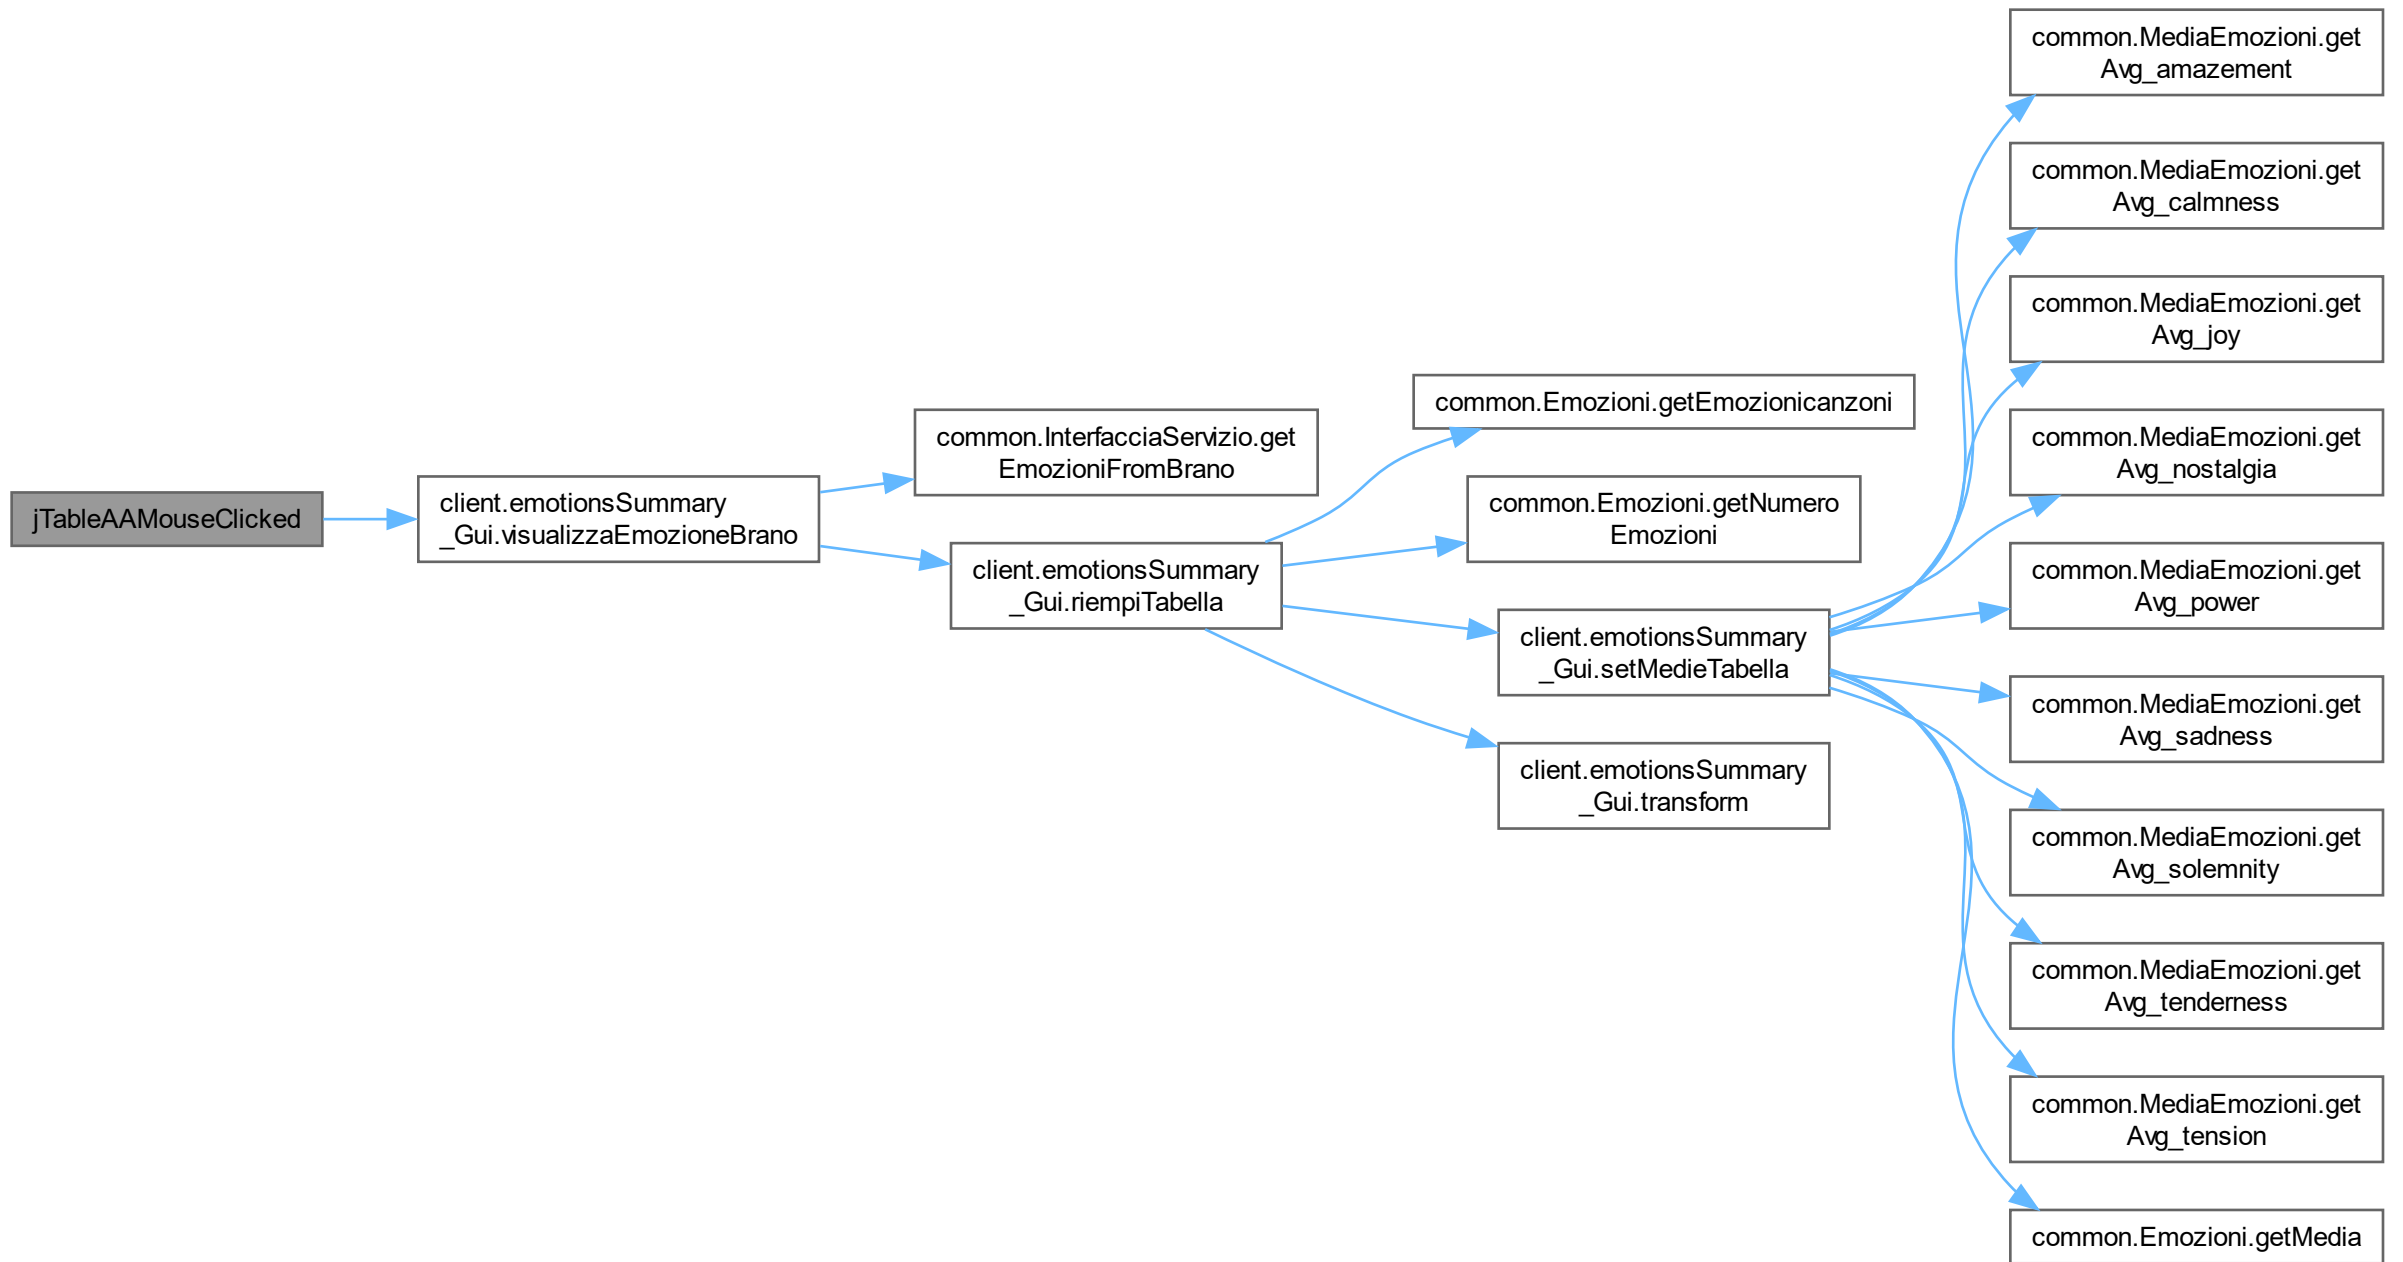 jTableAAMouseClicked
client.emotionsSummary
_Gui.visualizzaEmozioneBrano
common.InterfacciaServizio.get
EmozioniFromBrano
client.emotionsSummary
_Gui.riempiTabella
common.Emozioni.getEmozionicanzoni
common.Emozioni.getNumero
Emozioni
client.emotionsSummary
_Gui.setMedieTabella
client.emotionsSummary
_Gui.transform
common.MediaEmozioni.get
Avg_amazement
common.MediaEmozioni.get
Avg_calmness
common.MediaEmozioni.get
Avg_joy
common.MediaEmozioni.get
Avg_nostalgia
common.MediaEmozioni.get
Avg_power
common.MediaEmozioni.get
Avg_sadness
common.MediaEmozioni.get
Avg_solemnity
common.MediaEmozioni.get
Avg_tenderness
common.MediaEmozioni.get
Avg_tension
common.Emozioni.getMedia